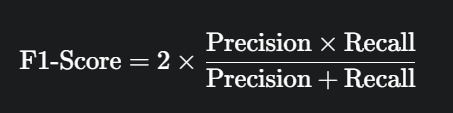 F1-Score = 2 × Precision × Recall / Precision + Recall